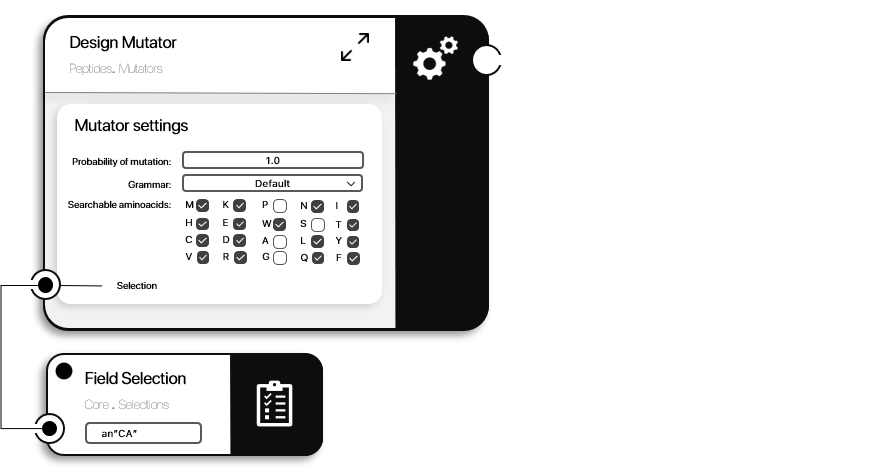 Design Mutator
Peptides. Mutators
Mutator settings
Probability of mutation: 1.0
Grammar: Default
Searchable aminoacids: M K P N I
H E W S T
C D A L Y
V R G Q F
Selection
Field Selection
Core . Selections
an"CA"